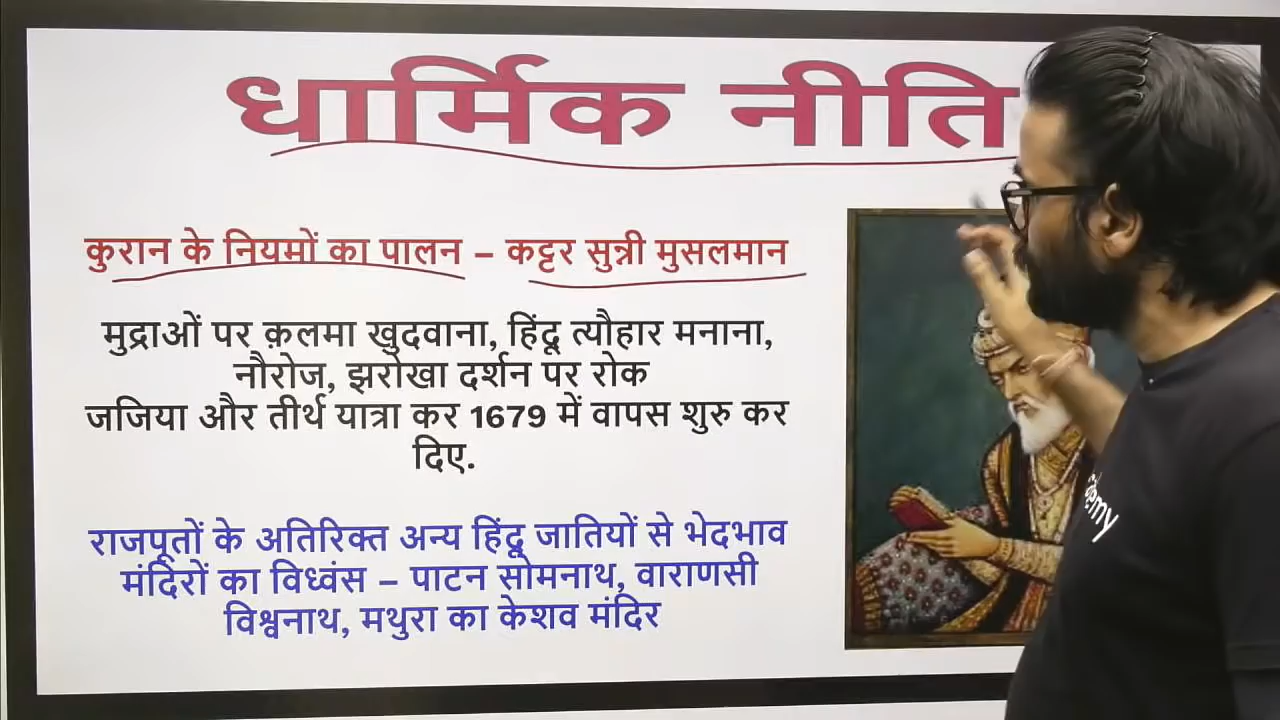 धार्मिक नीति
कुरान के नियमों का पालन – कट्टर सुन्नी मुसलमान
मुद्राओं पर क़लमा खुदवाना, हिंदू त्यौहार मनाना,
नौरोज, झरोखा दर्शन पर रोक
जजिया और तीर्थ यात्रा कर 1679 में वापस शुरु कर
दिए.
राजपूतों के अतिरिक्त अन्य हिंदू जातियों से भेदभाव
मंदिरों का विध्वंस – पाटन सोमनाथ, वाराणसी
विश्वनाथ, मथुरा का केशव मंदिर